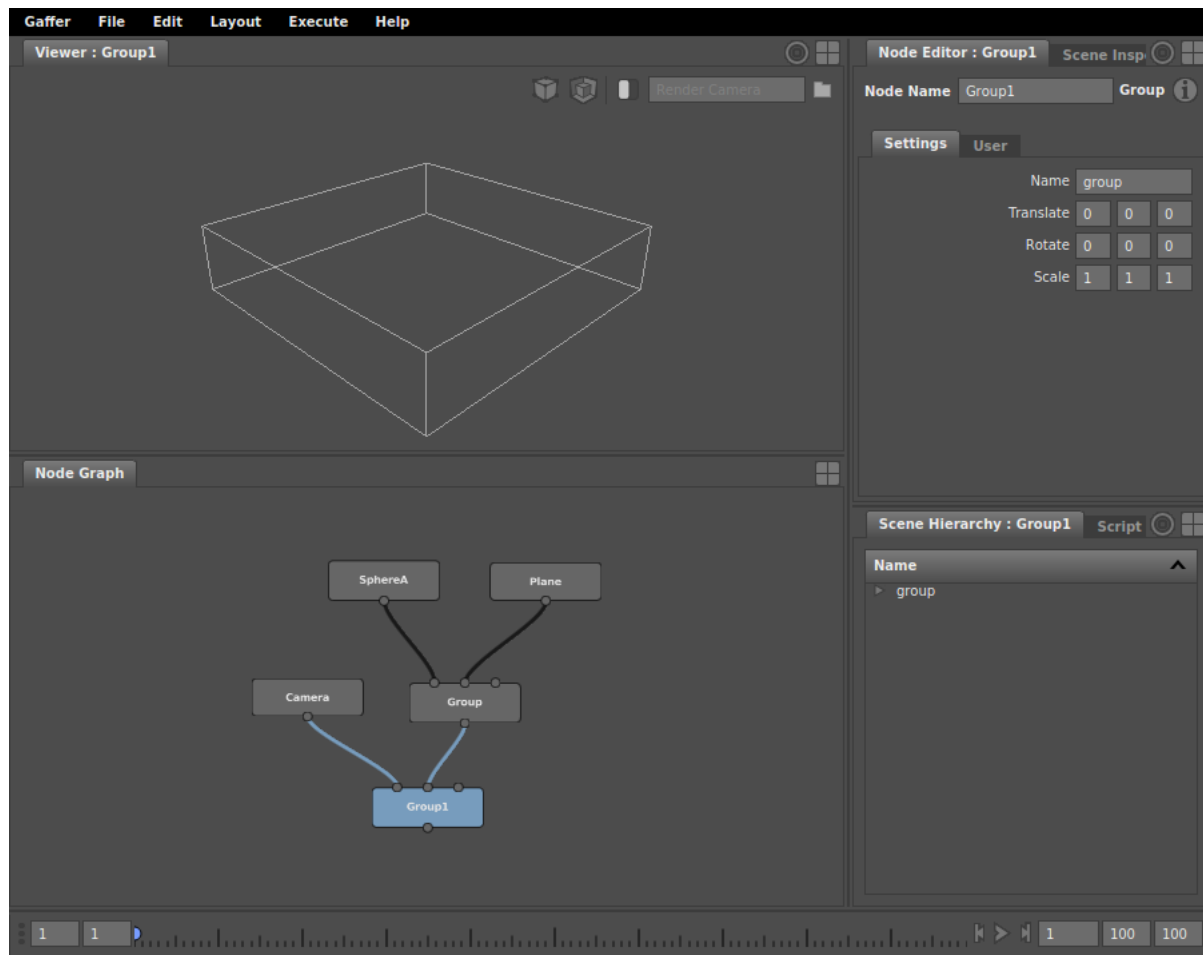 Gaffer File Edit Layout Execute Help
Viewer : Group1
Render Camera
Node Editor : Group1 Scene Insp
Node Name Group1 Group
Settings User
Name group
Translate 0 0 0
Rotate 0 0 0
Scale 1 1 1
Node Graph
SphereA Plane
Camera Group
Group1
Scene Hierarchy : Group1 Script
Name
group
1 1 1 100 100